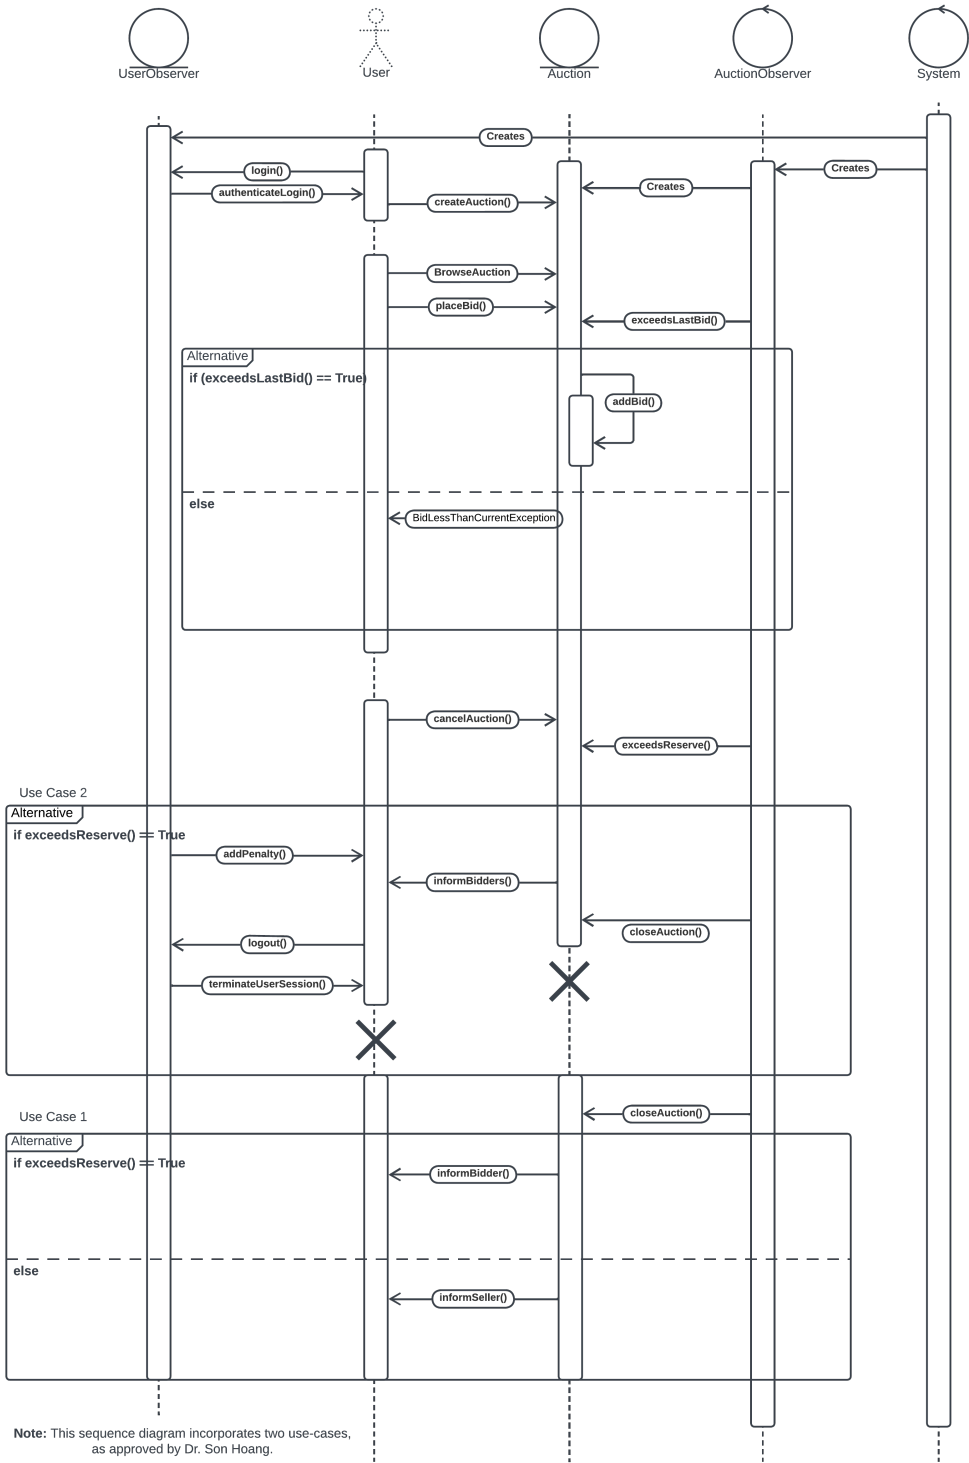 UserObserver
User
Auction
AuctionObserver
System
Creates
login()
Creates
authenticateLogin()
Creates
createAuction()
BrowseAuction
placeBid()
exceedsLastBid()
Alternative
if (exceedsLastBid() == True)
addBid()
else
BidLessThanCurrentException
cancelAuction()
exceedsReserve()
Use Case 2
Alternative
if exceedsReserve() == True
addPenalty()
informBidders()
closeAuction()
logout()
terminateUserSession()
closeAuction()
Use Case 1
Alternative
if exceedsReserve() == True
informBidder()
else
informSeller()
Note: This sequence diagram incorporates two use-cases,
as approved by Dr. Son Hoang.